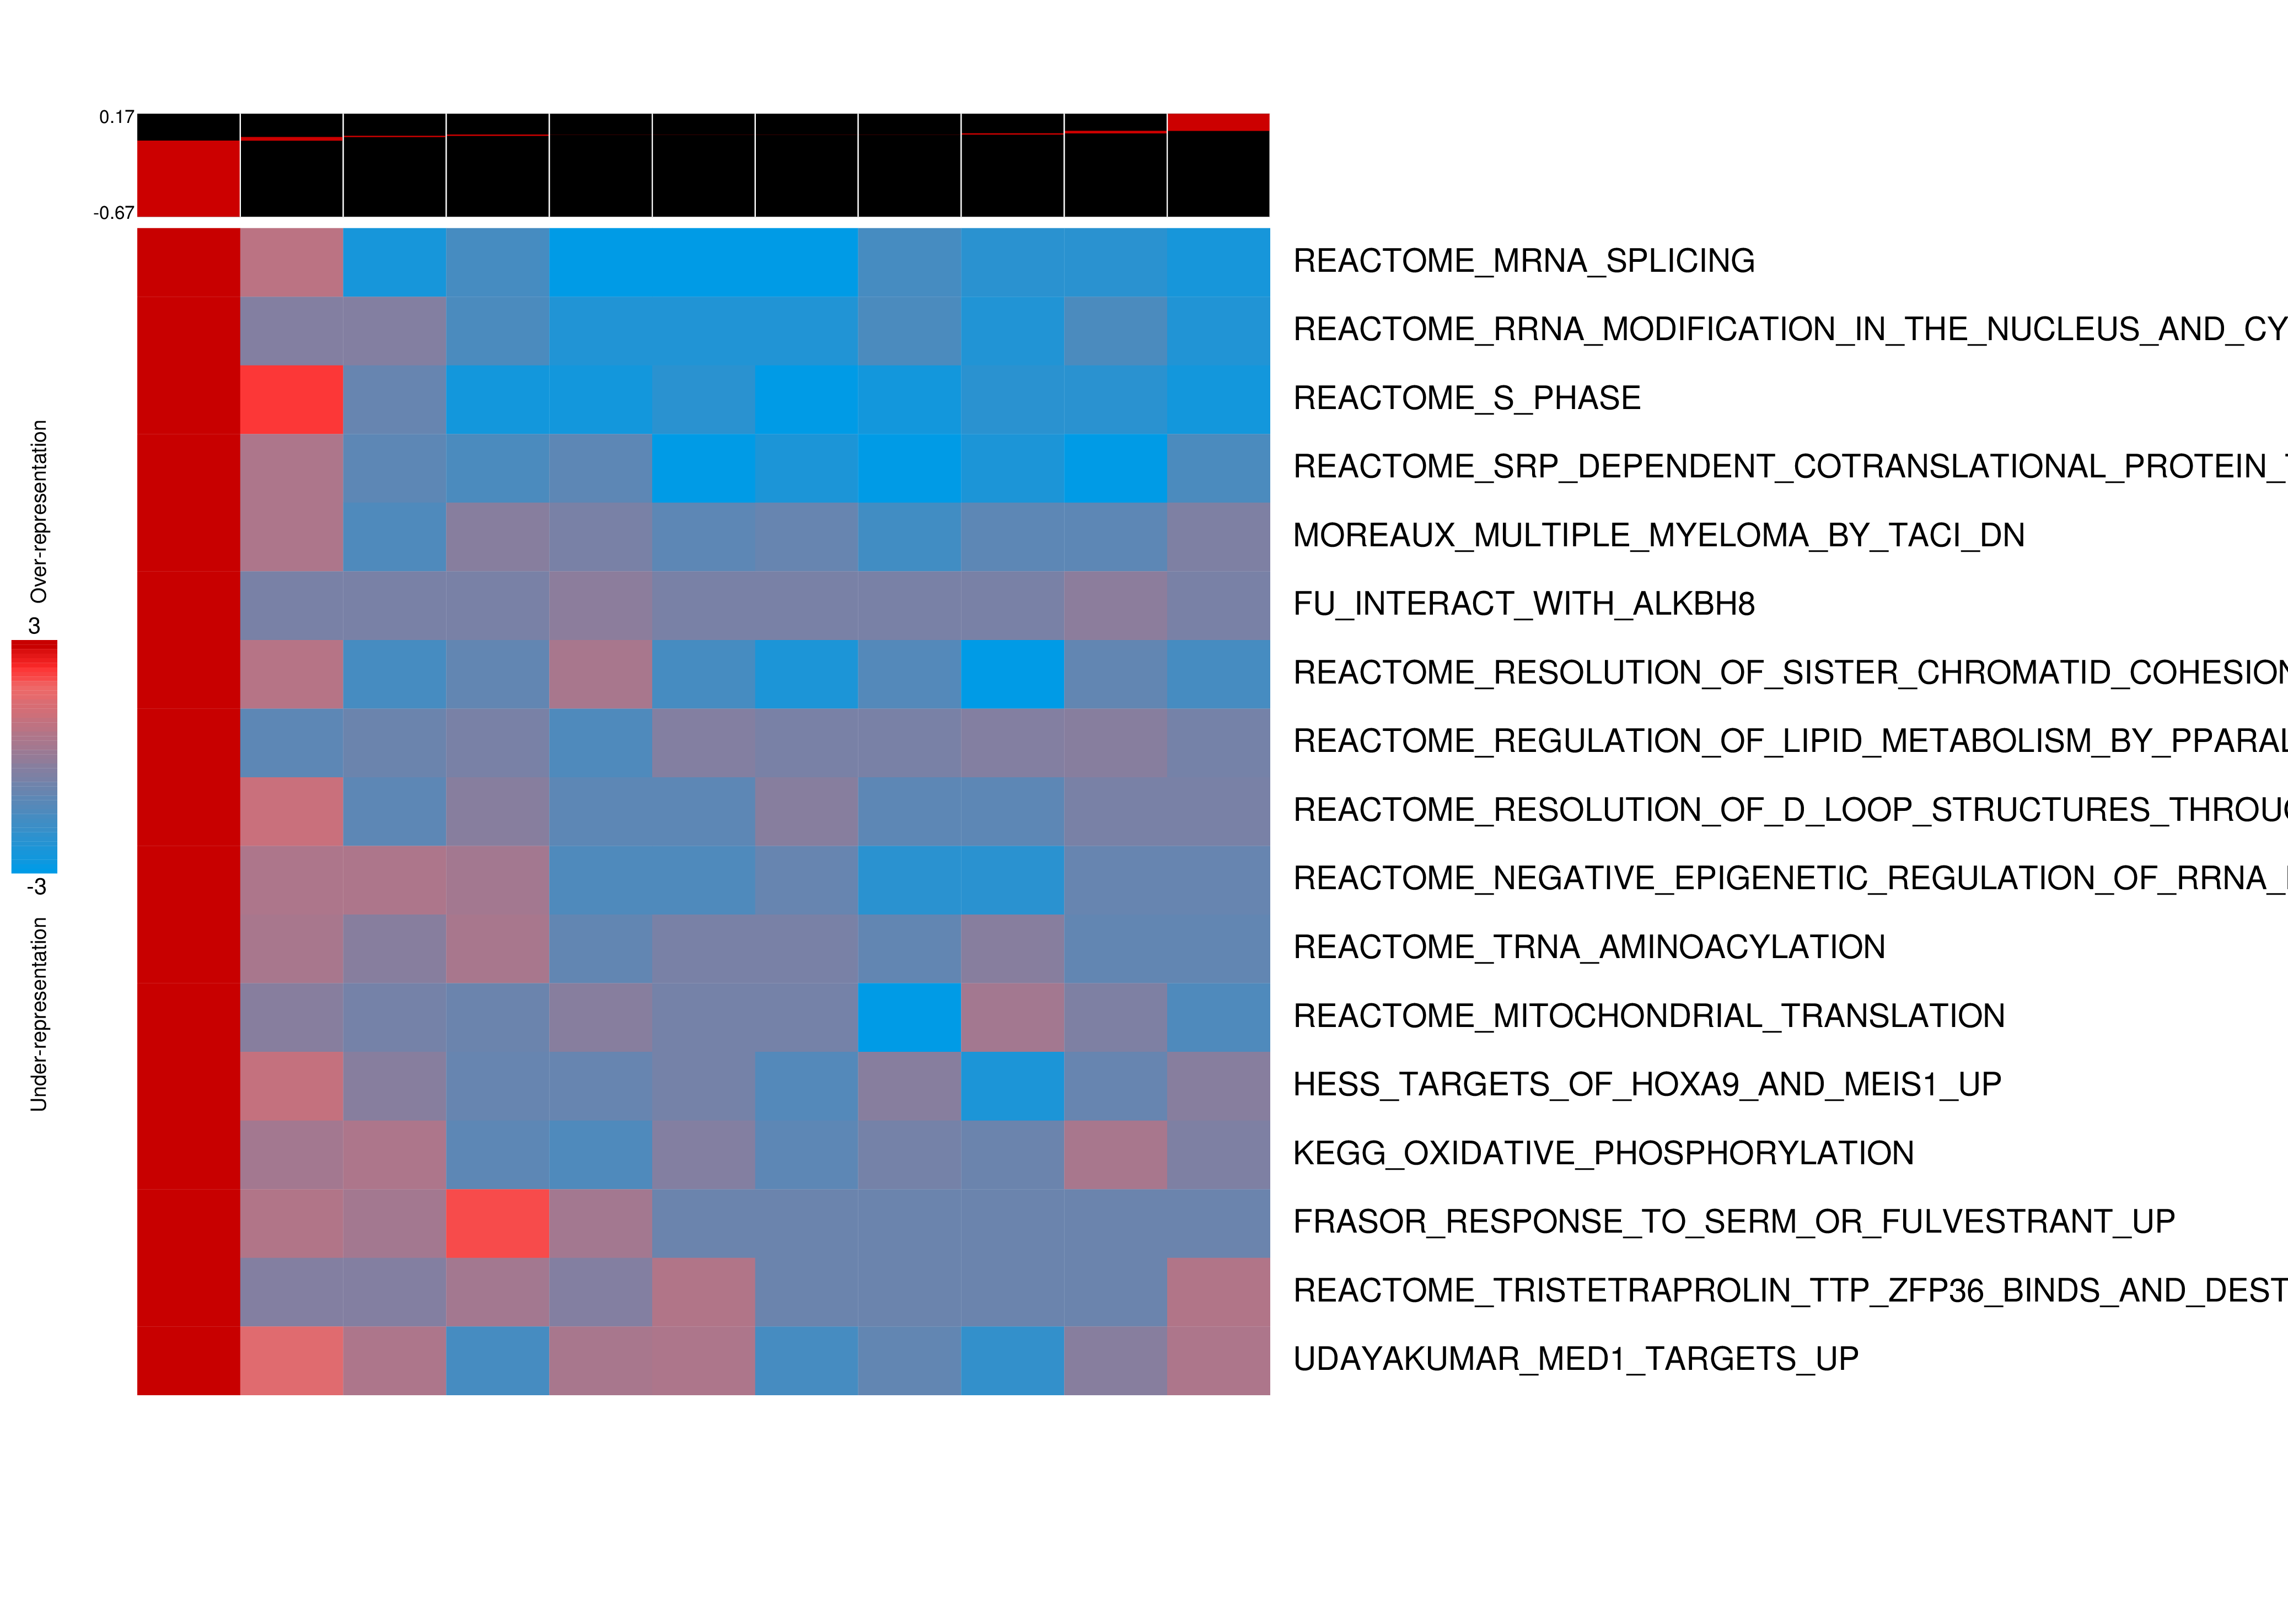 0.17
-0.67
REACTOME_MRNA_SPLICING
REACTOME_RRNA_MODIFICATION_IN_THE_NUCLEUS_AND_CY
REACTOME_S_PHASE
REACTOME_SRP_DEPENDENT_COTRANSLATIONAL_PROTEIN_
MOREAUX_MULTIPLE_MYELOMA_BY_TACI_DN
FU_INTERACT_WITH_ALKBH8
REACTOME_RESOLUTION_OF_SISTER_CHROMATID_COHESION
REACTOME_REGULATION_OF_LIPID_METABOLISM_BY_PPARAL
REACTOME_RESOLUTION_OF_D_LOOP_STRUCTURES_THROUG
REACTOME_NEGATIVE_EPIGENETIC_REGULATION_OF_RRNA_
REACTOME_TRNA_AMINOACYLATION
REACTOME_MITOCHONDRIAL_TRANSLATION
HESS_TARGETS_OF_HOXA9_AND_MEIS1_UP
KEGG_OXIDATIVE_PHOSPHORYLATION
FRASOR_RESPONSE_TO_SERM_OR_FULVESTRANT_UP
REACTOME_TRISTETRAPROLIN_TTP_ZFP36_BINDS_AND_DEST
UDAYAKUMAR_MED1_TARGETS_UP
Over-representation
3
-3
Under-representation